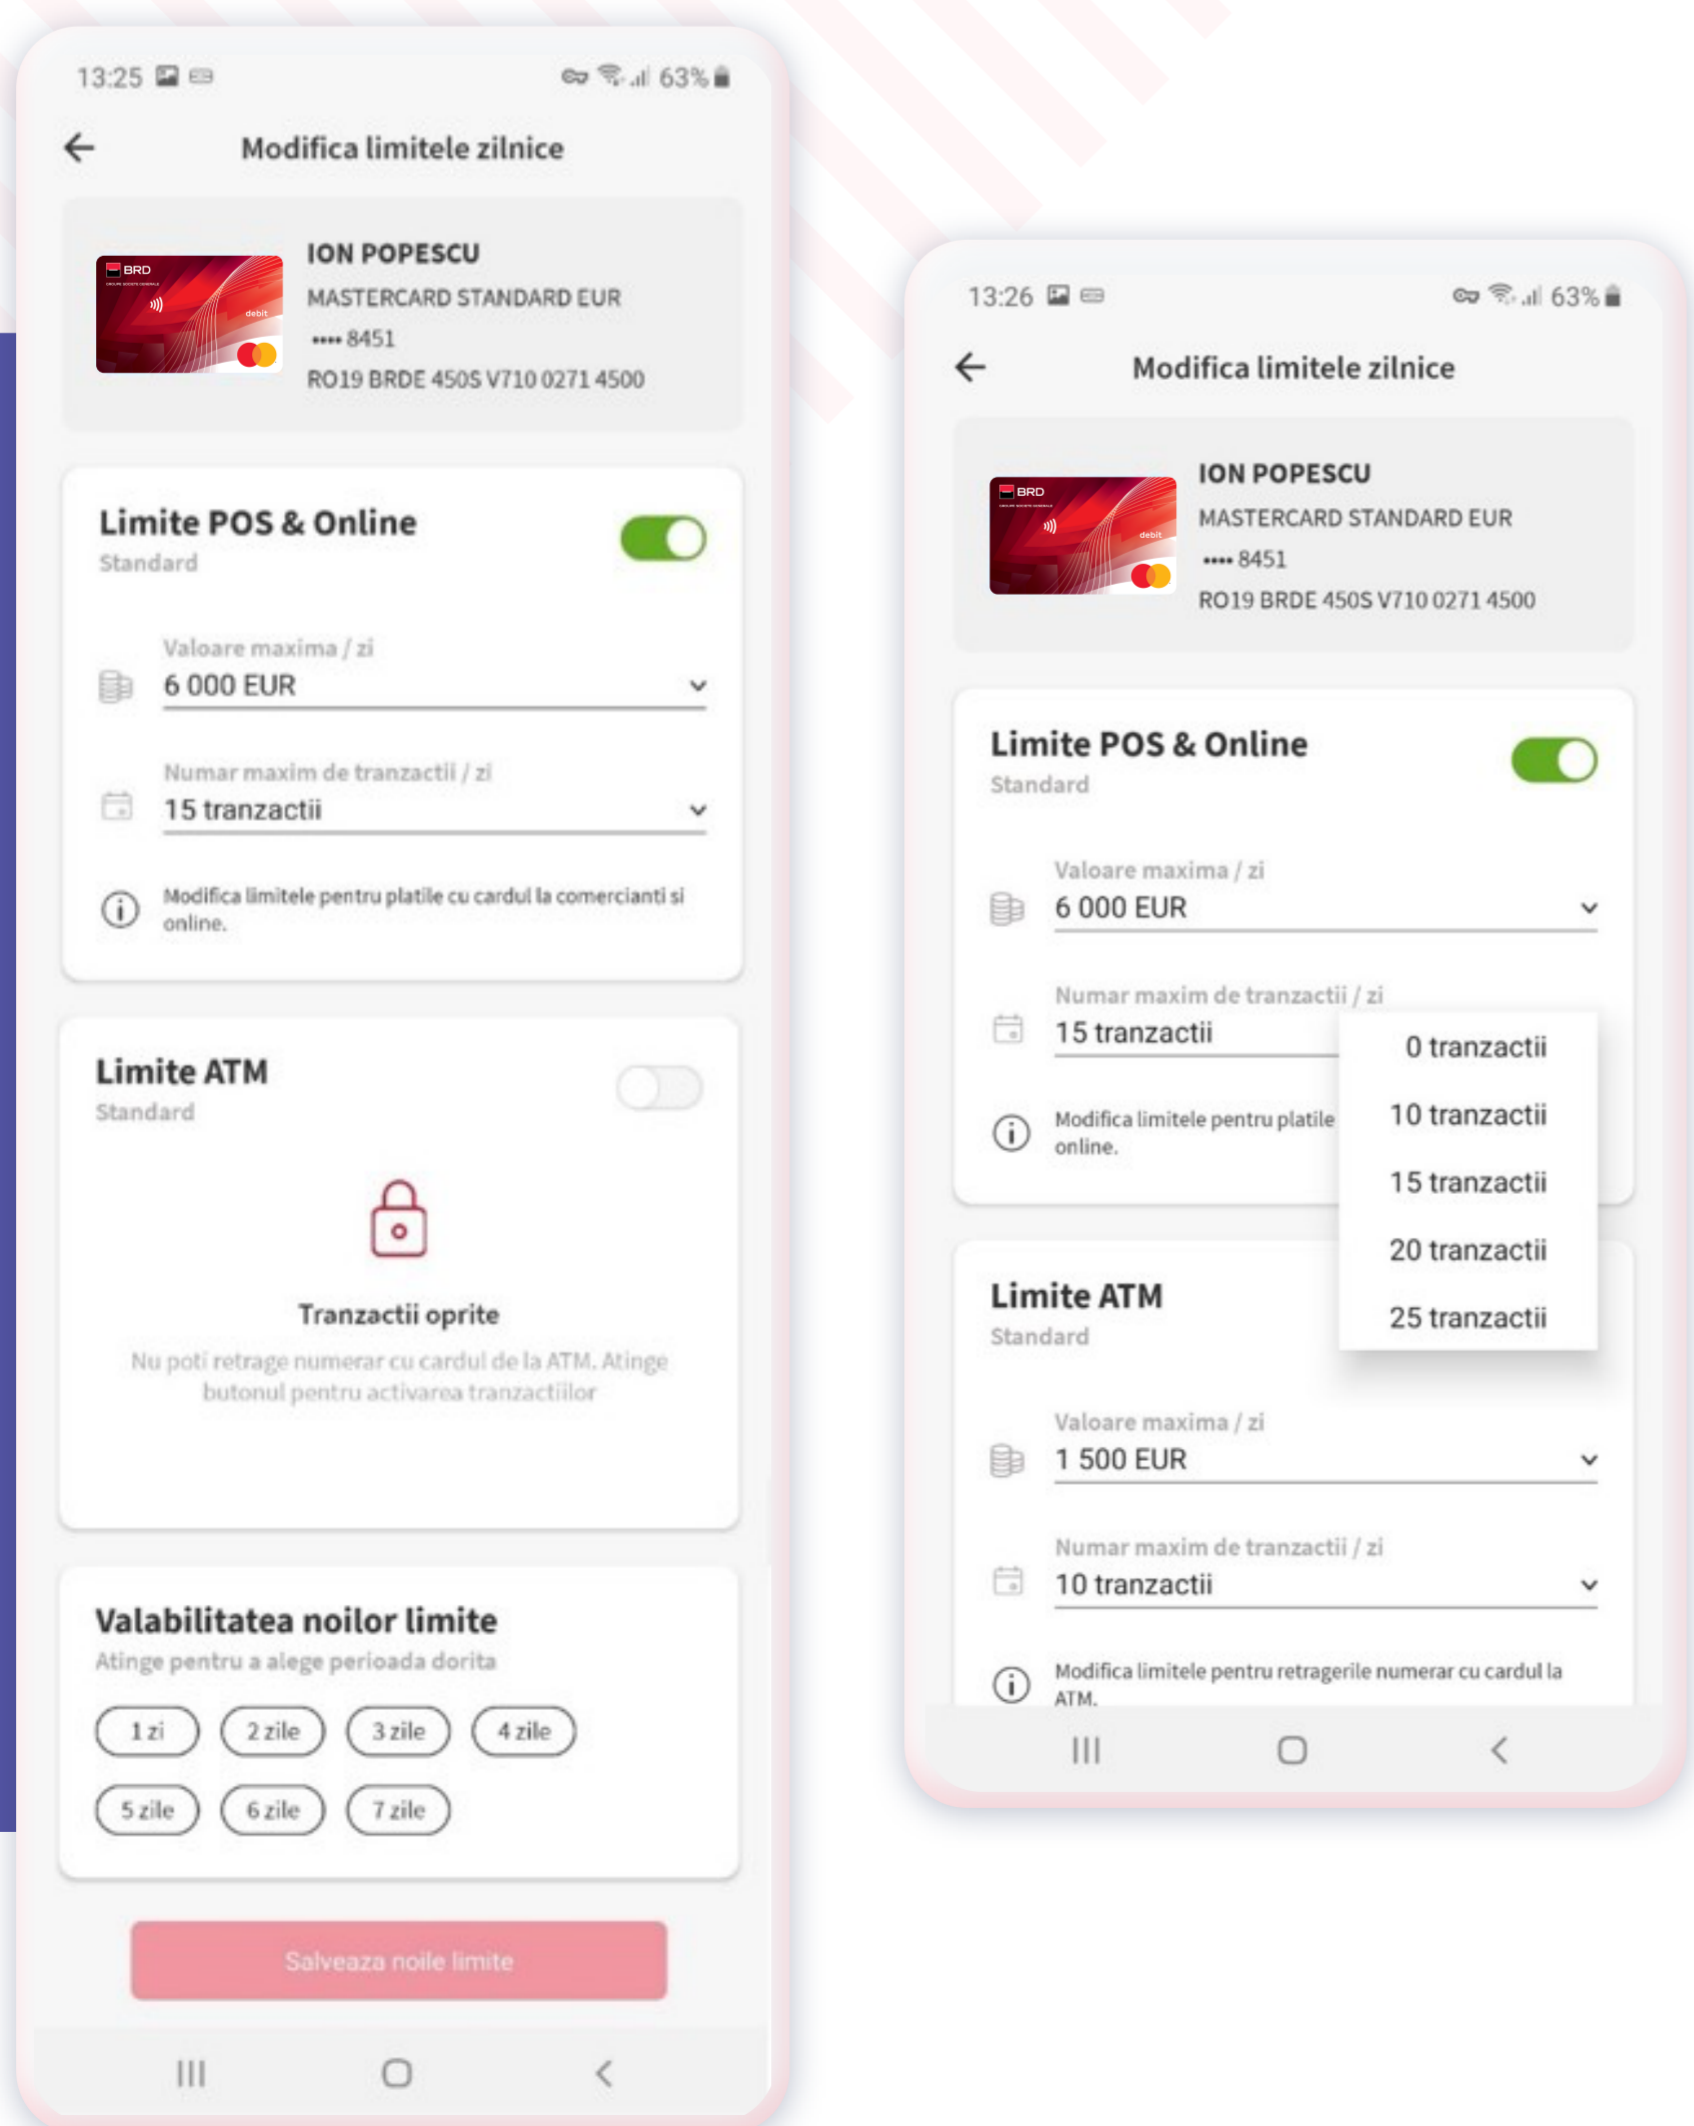 13:25
63%
Modifica limitele zilnice
BRD
debit
ION POPESCU
MASTERCARD STANDARD EUR
•••• 8451
RO19 BRDE 450S V710 0271 4500
Limite POS & Online
Standard
Valoare maxima / zi
6 000 EUR
Numar maxim de tranzactii / zi
15 tranzactii
Modifica limitele pentru platile cu cardul la comercianti si
online.
Limite ATM
Standard
Tranzactii oprite
Nu poti retrage numerar cu cardul de la ATM. Atinge
butonul pentru activarea tranzactiilor
Valabilitatea noilor limite
Atinge pentru a alege perioada dorita
1 zi
2 zile
3 zile
4 zile
5 zile
6 zile
7 zile
Salveaza noile limite
13:26
63%
Modifica limitele zilnice
BRD
debit
ION POPESCU
MASTERCARD STANDARD EUR
•••• 8451
RO19 BRDE 450S V710 0271 4500
Limite POS & Online
Standard
Valoare maxima / zi
6 000 EUR
Numar maxim de tranzactii / zi
15 tranzactii
0 tranzactii
10 tranzactii
15 tranzactii
20 tranzactii
25 tranzactii
Modifica limitele pentru platile
online.
Limite ATM
Standard
Valoare maxima / zi
1 500 EUR
Numar maxim de tranzactii / zi
10 tranzactii
Modifica limitele pentru retragerile numerar cu cardul la
ATM.